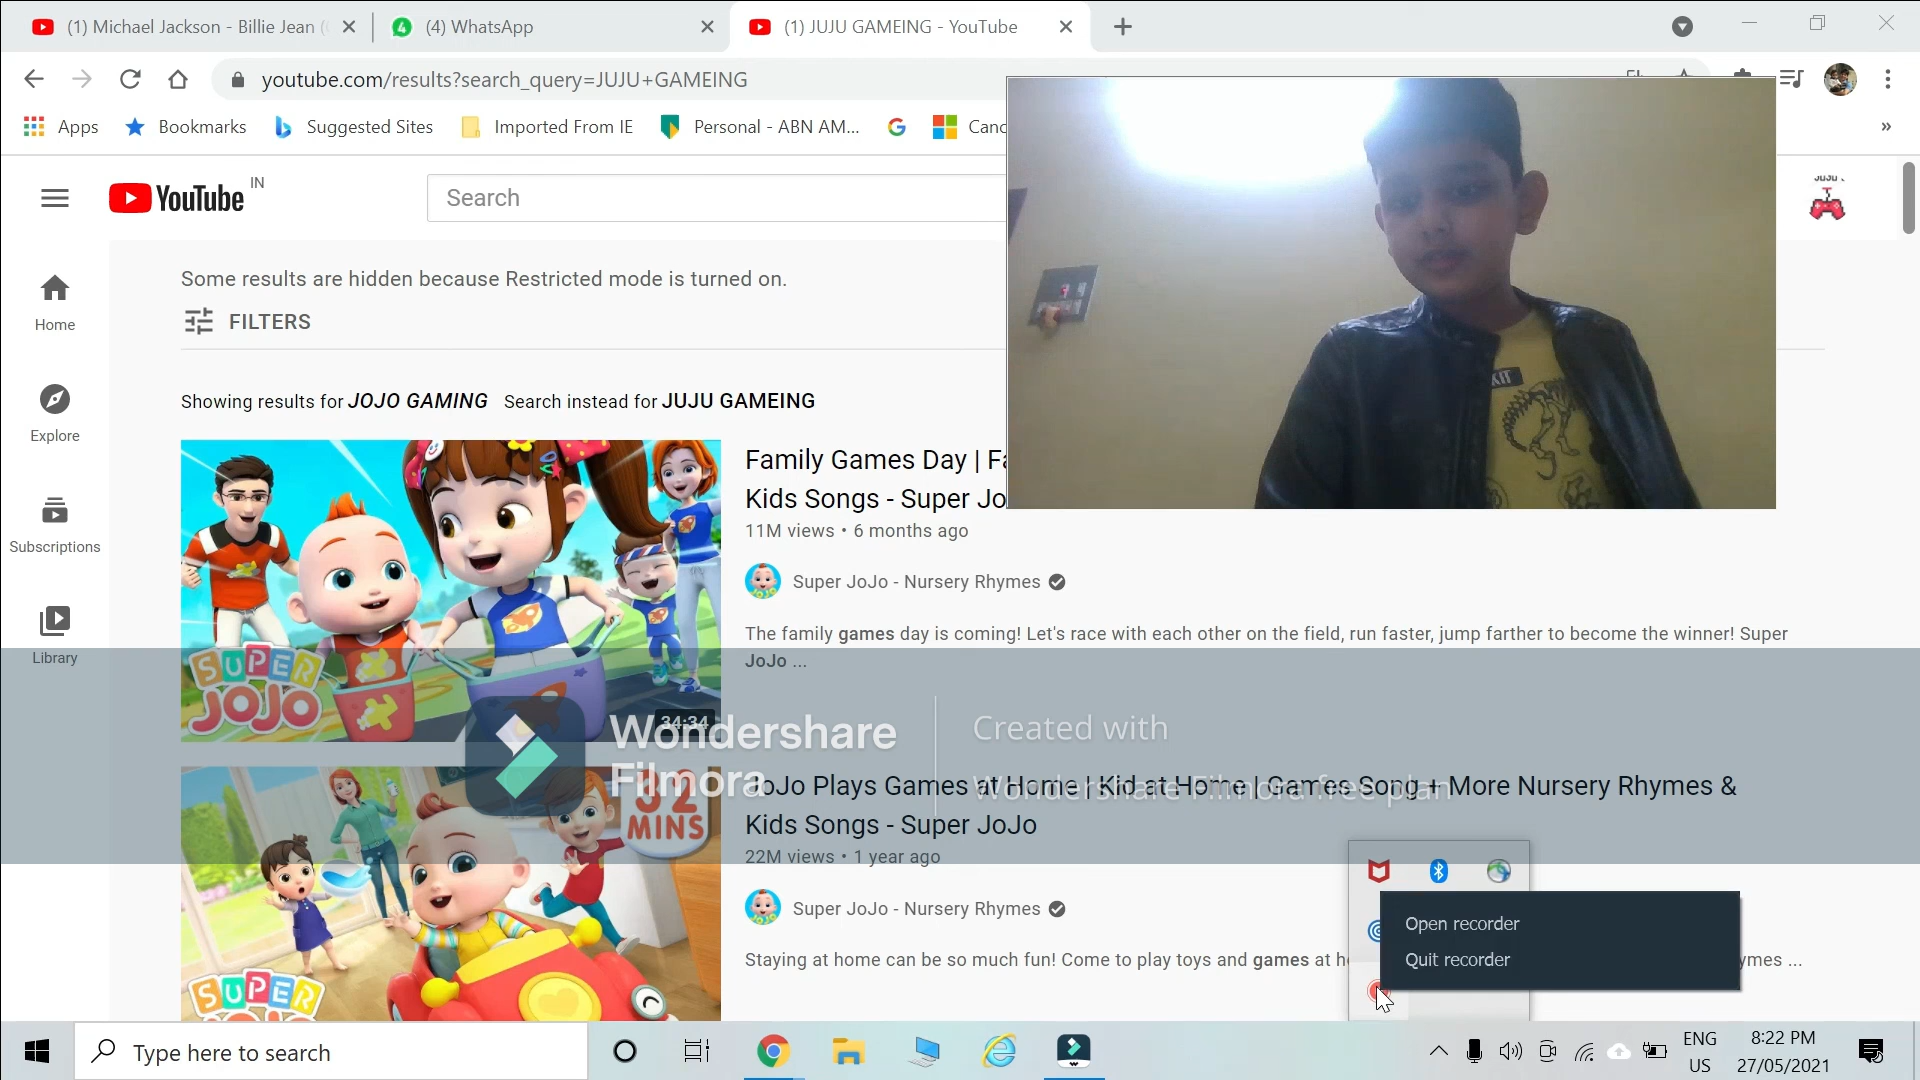 (1) Michael Jackson - Billie Jean (
(4) WhatsApp
(1) JUJU GAMEING - YouTube
youtube.com/results?search_query=JUJU+GAMEING
Apps
Bookmarks
Suggested Sites
Imported From IE
Personal - ABN AM...
Canc
»
YouTube IN
Search
Home
Explore
Subscriptions
Library
Some results are hidden because Restricted mode is turned on.
FILTERS
Showing results for JOJO GAMING Search instead for JUJU GAMEING
SUPER
JOJO
34:34
Family Games Day | Fa
Kids Songs - Super Jo
11M views • 6 months ago
Super JoJo - Nursery Rhymes
The family games day is coming! Let's race with each other on the field, run faster, jump farther to become the winner! Super
JoJo ...
Wondershare
Filmora
Created with
Wondershare Filmora free plan
32
MINS
SUPER
JoJo Plays Games at Home | Kid at Home | Games Song + More Nursery Rhymes &
Kids Songs - Super JoJo
22M views • 1 year ago
Super JoJo - Nursery Rhymes
Staying at home can be so much fun! Come to play toys and games at h
ymes ...
Open recorder
Quit recorder
Type here to search
ENG
US
8:22 PM
27/05/2021